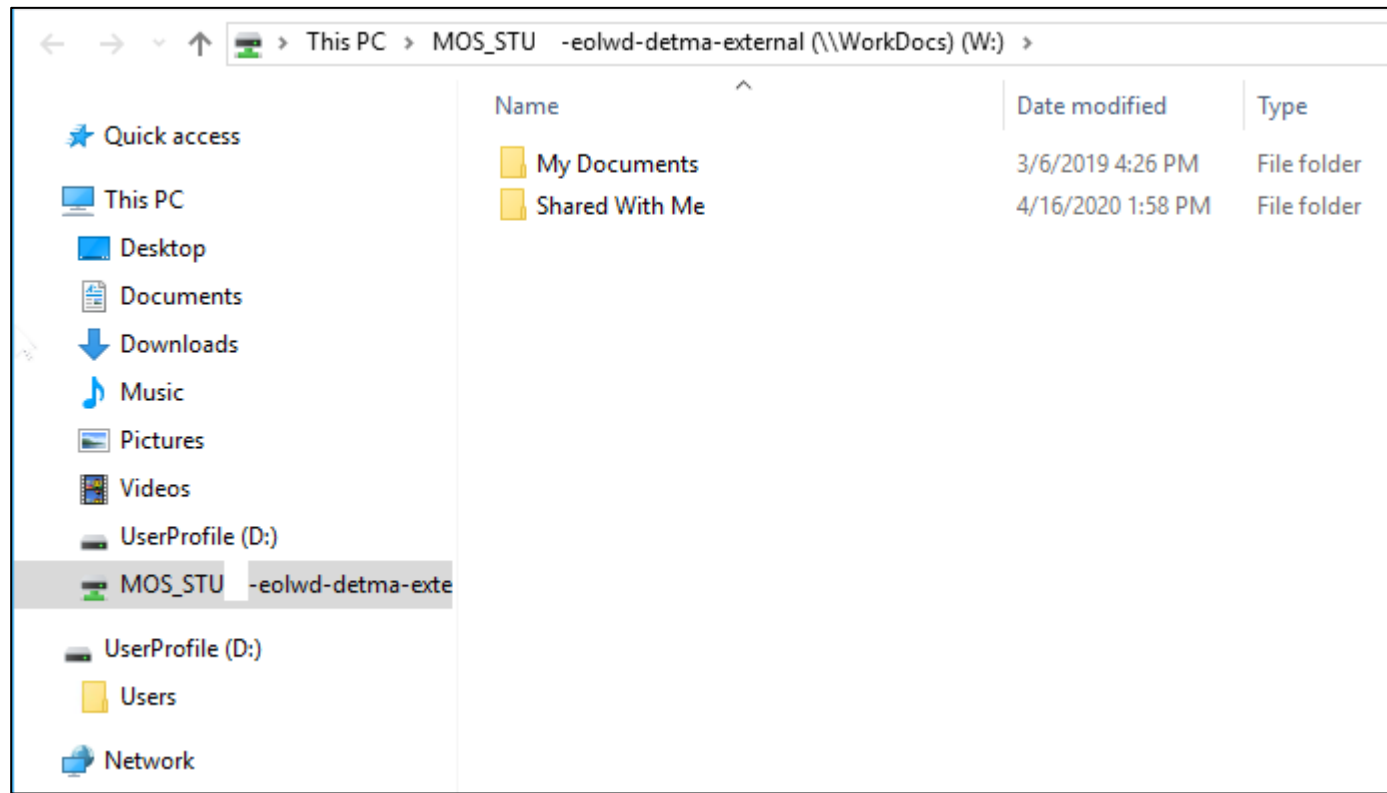 This PC > MOS_STU -eolwd-detma-external (\\WorkDocs) (W:) >
Name Date modified Type
My Documents 3/6/2019 4:26 PM File folder
Shared With Me 4/16/2020 1:58 PM File folder
Quick access
This PC
Desktop
Documents
Downloads
Music
Pictures
Videos
UserProfile (D:)
MOS_STU -eolwd-detma-exte
UserProfile (D:)
Users
Network